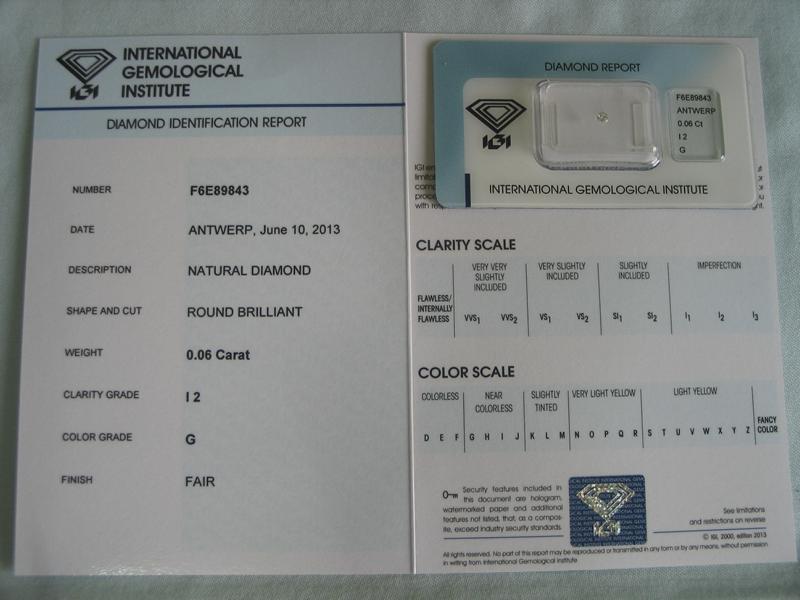 INTERNATIONAL
GEMOLOGICAL
INSTITUTE
IGI
DIAMOND IDENTIFICATION REPORT
NUMBER F6E89843
DATE ANTWERP, June 10, 2013
DESCRIPTION NATURAL DIAMOND
SHAPE AND CUT ROUND BRILLIANT
WEIGHT 0.06 Carat
CLARITY GRADE I 2
COLOR GRADE G
FINISH FAIR
DIAMOND REPORT
IGI
F6E89843
ANTWERP
0.06 Ct
I 2
G
INTERNATIONAL GEMOLOGICAL INSTITUTE
CLARITY SCALE
FLAWLESS/
INTERNALLY
FLAWLESS
VERY VERY
SLIGHTLY
INCLUDED
VERY SLIGHTLY
INCLUDED
SLIGHTLY
INCLUDED
IMPERFECTION
VVS1 VVS2 VS1 VS2 SI1 SI2 I1 I2 I3
COLOR SCALE
COLORLESS
NEAR
COLORLESS
SLIGHTLY
TINTED
VERY LIGHT YELLOW
LIGHT YELLOW
FANCY
COLOR
D E F G H I J K L M N O P Q R S T U V W X Y Z
Security features included in
this document are hologram,
watermarked paper and additional
features not listed, that, as a compos-
ite, exceed industry security standards.
IGI
See limitations
and restrictions on reverse
© IGI, 2000, edition 2013
All rights reserved. No part of this report may be reproduced or transmitted in any form or by any means, without permission
in writing from International Gemological Institute